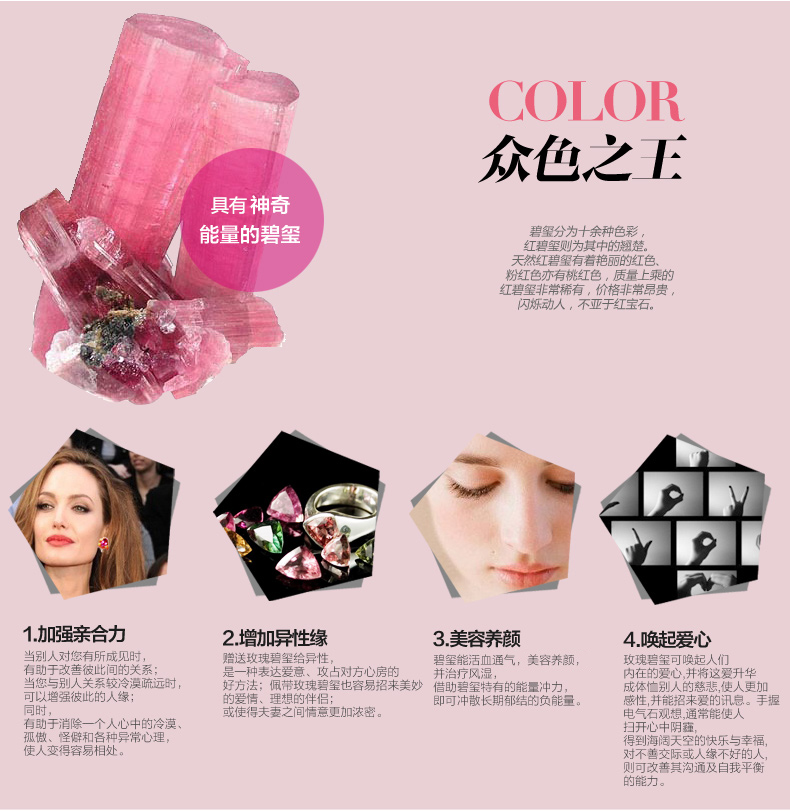 COLOR
众色之王
具有神奇
能量的碧玺
碧玺分为十余种色彩，
红碧玺则为其中的翘楚。
天然红碧玺有着艳丽的红色、
粉红色亦有桃红色，质量上乘的
红碧玺非常稀有，价格非常昂贵，
闪烁动人，不亚于红宝石。
1.加强亲合力
当别人对您有所成见时，
有助于改善彼此间的关系；
当您与别人关系较冷漠疏远时，
可以增强彼此的人缘；
同时，
有助于消除一个人心中的冷漠、
孤傲、怪僻和各种异常心理，
使人变得容易相处。
2.增加异性缘
赠送玫瑰碧玺给异性，
是一种表达爱意、攻占对方心房的
好方法；佩带玫瑰碧玺也容易招来美妙
的爱情、理想的伴侣；
或使得夫妻之间情意更加浓密。
3.美容养颜
碧玺能活血通气，美容养颜，
并治疗风湿，
借助碧玺特有的能量冲力，
即可冲散长期郁结的负能量。
4.唤起爱心
玫瑰碧玺可唤起人们
内在的爱心,并将这爱升华
成体恤别人的慈悲,使人更加
感性,并能招来爱的讯息。手握
电气石观想,通常能使人
扫开心中阴霾,
得到海阔天空的快乐与幸福,
对不善交际或人缘不好的人,
则可改善其沟通及自我平衡
的能力。